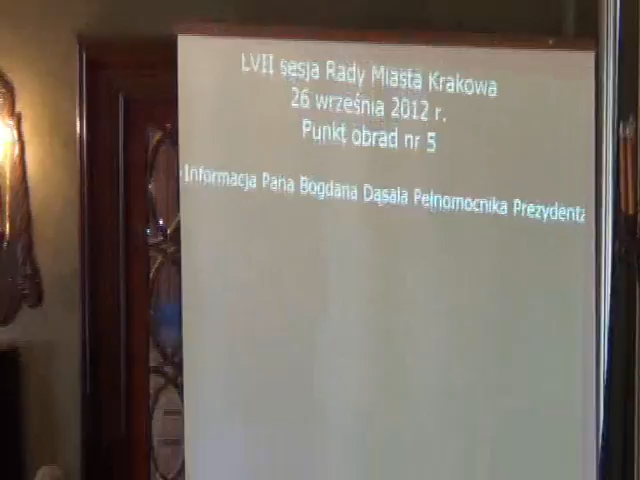 LVII sesja Rady Miasta Krakowa
26 września 2012 r.
Punkt obrad nr 5
Informacja Pana Bogdana Dąsala Pełnomocnika Prezydenta